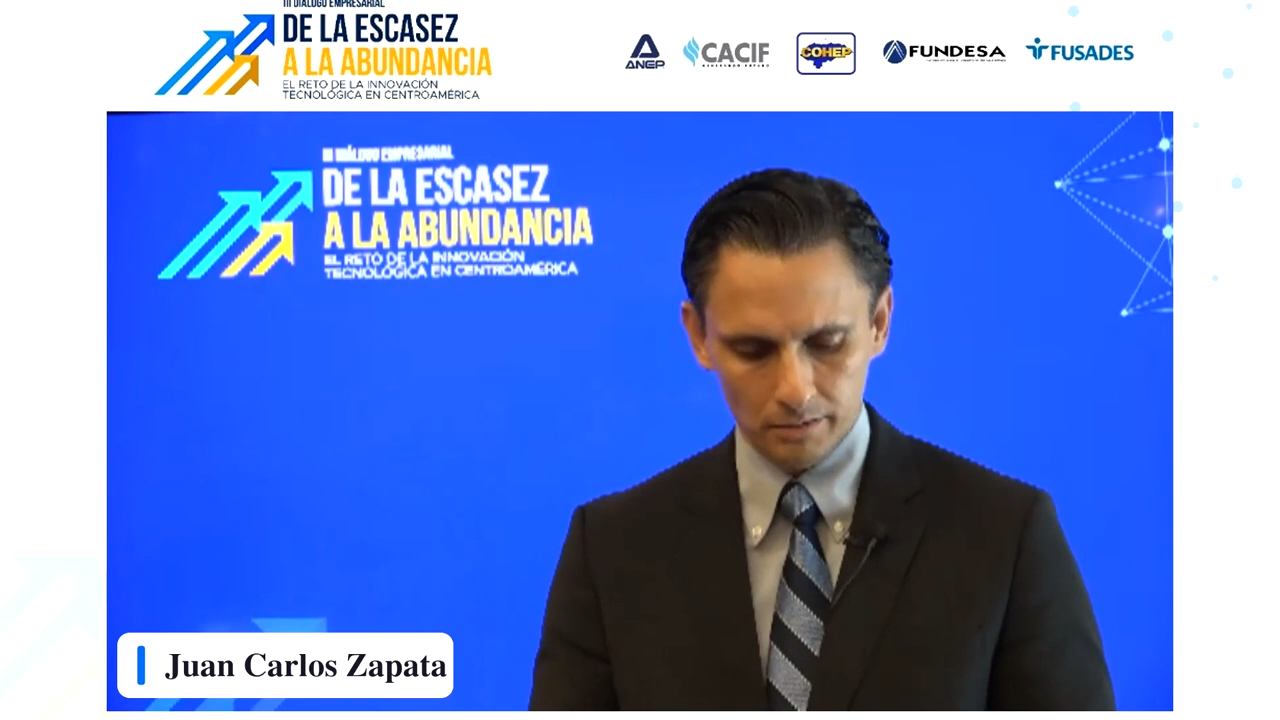 III DIÁLOGO EMPRESARIAL
DE LA ESCASEZ
A LA ABUNDANCIA
EL RETO DE LA INNOVACIÓN
TECNOLÓGICA EN CENTROAMÉRICA
ANEP
CACIF
COHEP
FUNDESA
FUSADES
III DIÁLOGO EMPRESARIAL
DE LA ESCASEZ
A LA ABUNDANCIA
EL RETO DE LA INNOVACIÓN
TECNOLÓGICA EN CENTROAMÉRICA
Juan Carlos Zapata